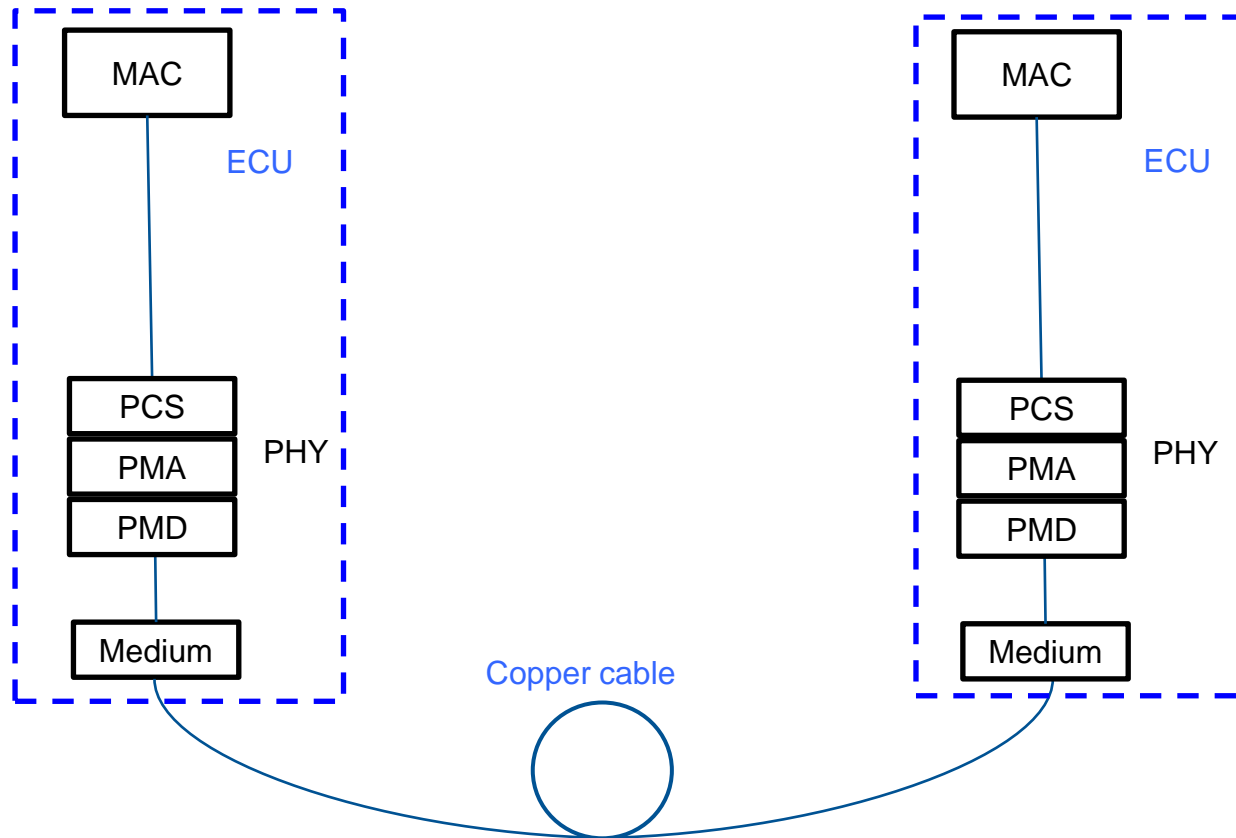 MAC
ECU
PCS
PMA
PHY
PMD
Medium
Copper cable
MAC
ECU
PCS
PMA
PHY
PMD
Medium